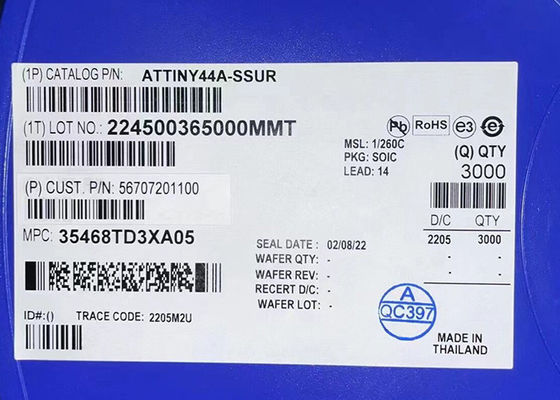 (1P) CATALOG P/N: ATTINY44A-SSUR
(1T) LOT NO.: 224500365000MMT
Pb RoHS e3 e
MSL: 1/260C
PKG: SOIC
LEAD: 14
(Q) QTY
3000
(P) CUST. P/N: 56707201100
D/C QTY
2205 3000
- -
- -
MPC: 35468TD3XA05
SEAL DATE : 02/08/22
WAFER QTY: -
WAFER REV: -
RECERT D/C: -
WAFER LOT: -
ID#:() TRACE CODE: 2205M2U
A
QC397
MADE IN
THAILAND